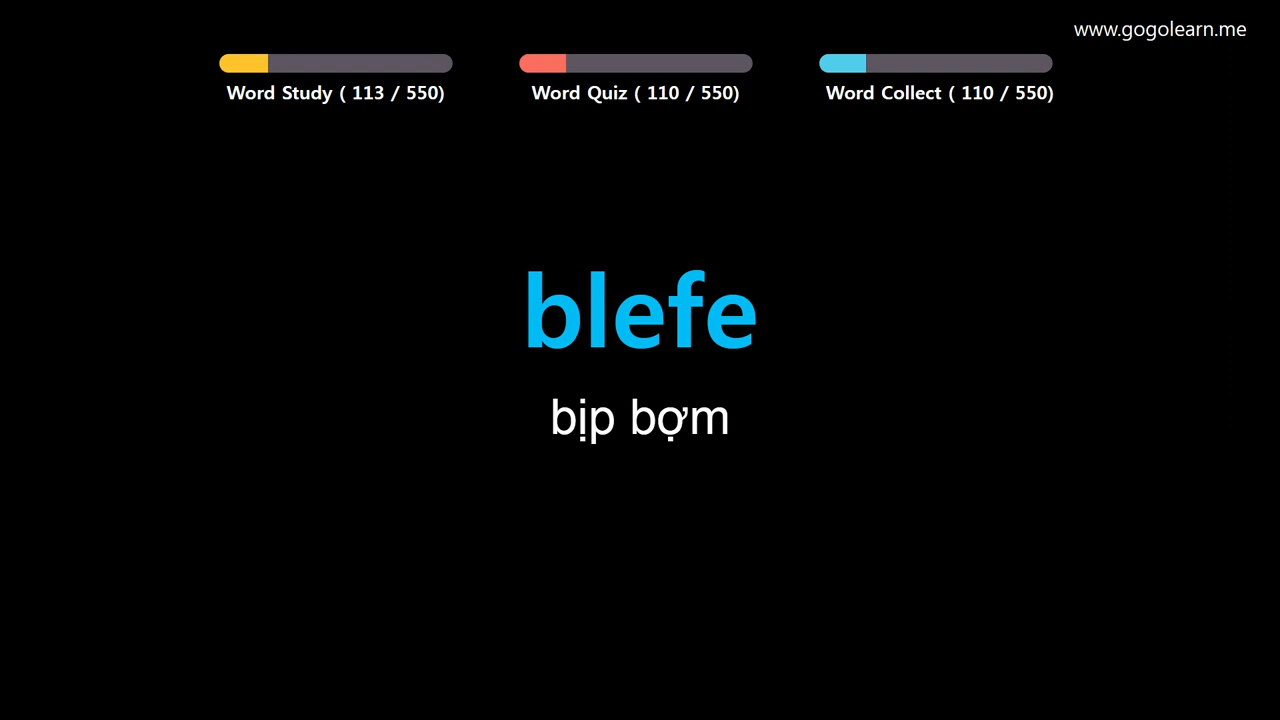 www.gogolearn.me
Word Study ( 113 / 550)
Word Quiz ( 110 / 550)
Word Collect ( 110 / 550)
blefe
bịp bợm